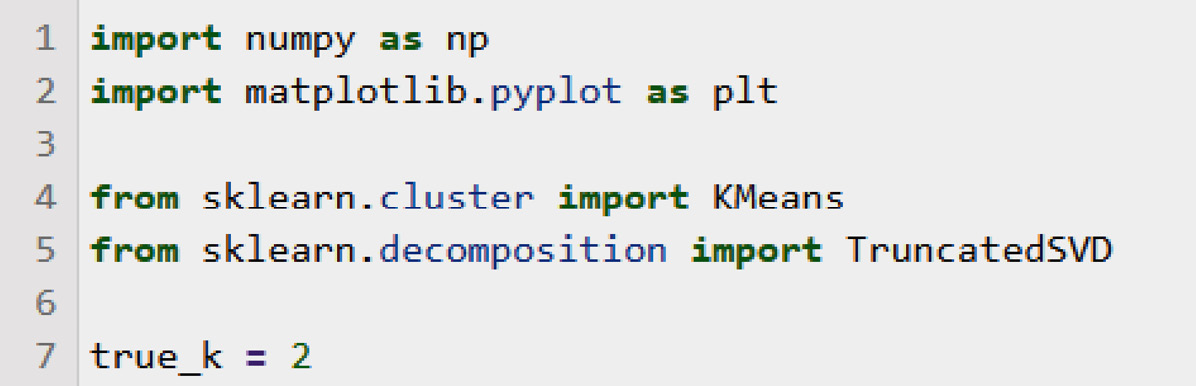 1 import numpy as np
2 import matplotlib.pyplot as plt
3
4 from sklearn.cluster import KMeans
5 from sklearn.decomposition import TruncatedSVD
6
7 true_k = 2